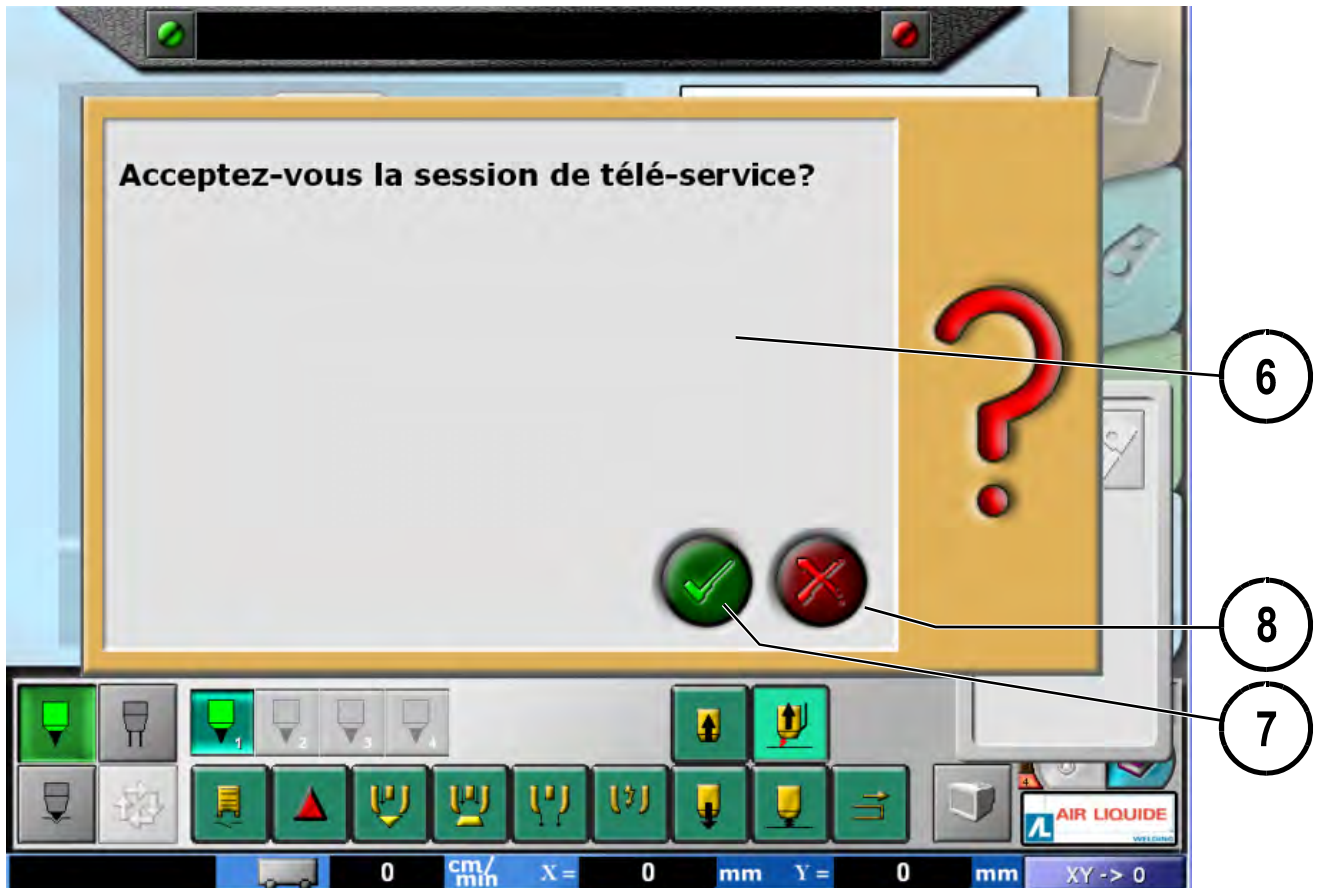 Acceptez-vous la session de télé-service?
6
8
7
1 2 3 4
4
AIR LIQUIDE
WELDING
0 cm/min X = 0 mm Y = 0 mm XY -> 0